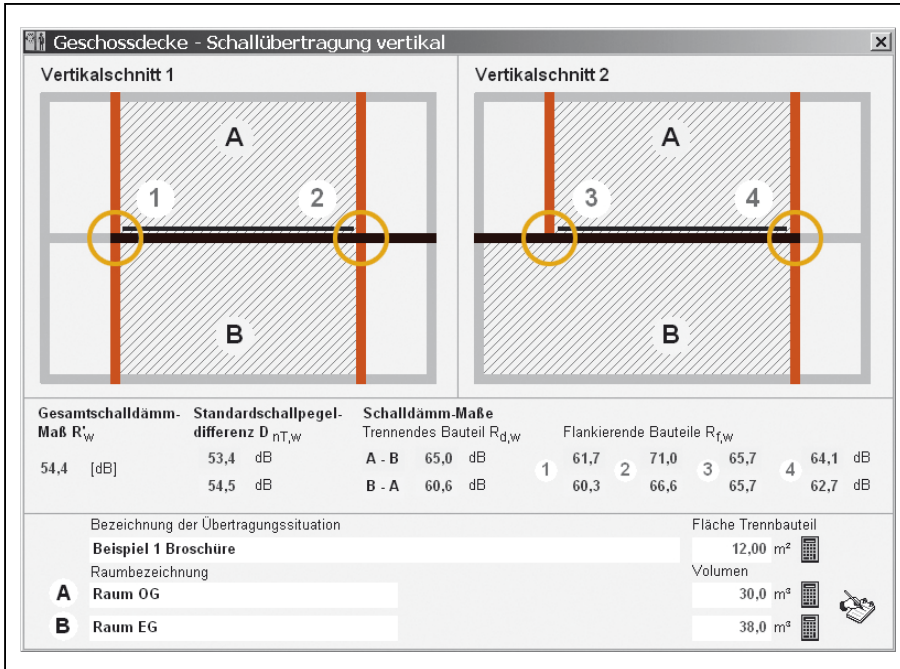 Geschossdecke - Schallübertragung vertikal
Vertikalschnitt 1
A
1
2
B
Vertikalschnitt 2
A
3
4
B
Gesamtschalldämm-
Maß R'w
54,4 [dB]
Standardschallpegel-
differenz D nT,w
53,4 dB
54,5 dB
Schalldämm-Maße
Trennendes Bauteil Rd,w Flankierende Bauteile Rf,w
A - B 65,0 dB 1 61,7 2 71,0 3 65,7 4 64,1 dB
B - A 60,6 dB 60,3 66,6 65,7 62,7 dB
Bezeichnung der Übertragungssituation Fläche Trennbauteil
Beispiel 1 Broschüre 12,00 m²
Raumbezeichnung Volumen
A Raum OG 30,0 m³
B Raum EG 38,0 m³